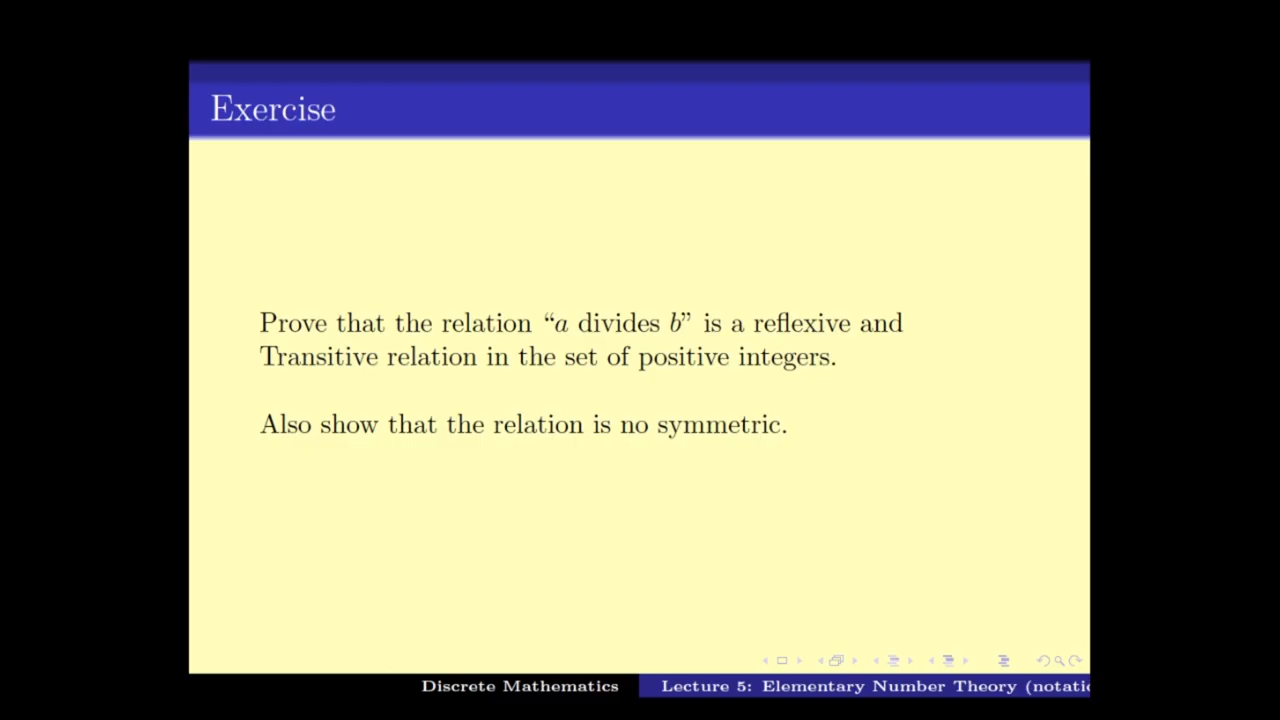 Exercise
Prove that the relation “a divides b” is a reflexive and
Transitive relation in the set of positive integers.
Also show that the relation is no symmetric.
Discrete Mathematics
Lecture 5: Elementary Number Theory (notatic